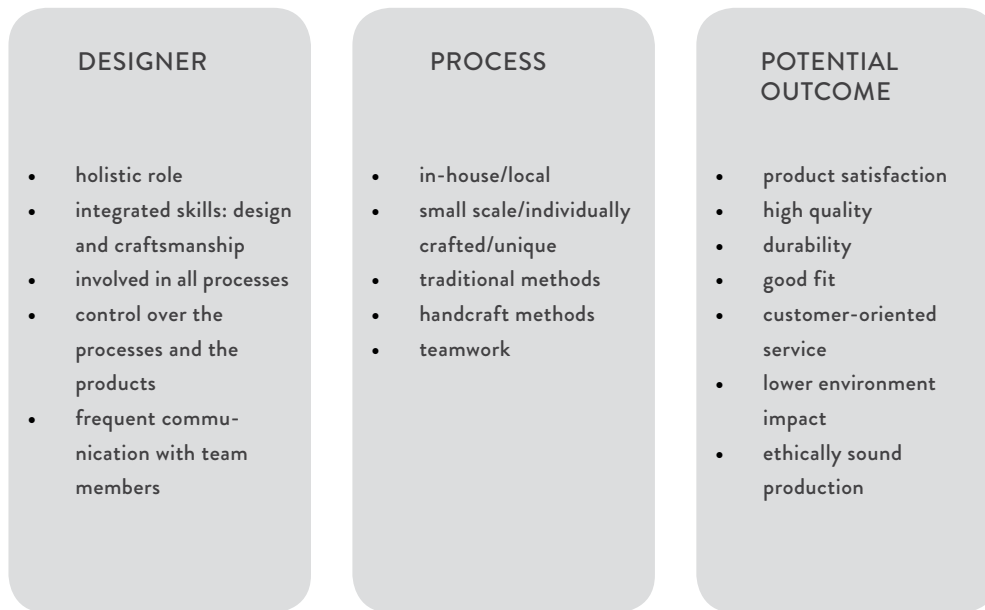 DESIGNER
• holistic role
• integrated skills: design
and craftsmanship
• involved in all processes
• control over the
processes and the
products
• frequent commu-
nication with team
members
PROCESS
• in-house/local
• small scale/individually
crafted/unique
• traditional methods
• handcraft methods
• teamwork
POTENTIAL
OUTCOME
• product satisfaction
• high quality
• durability
• good fit
• customer-oriented
service
• lower environment
impact
• ethically sound
production